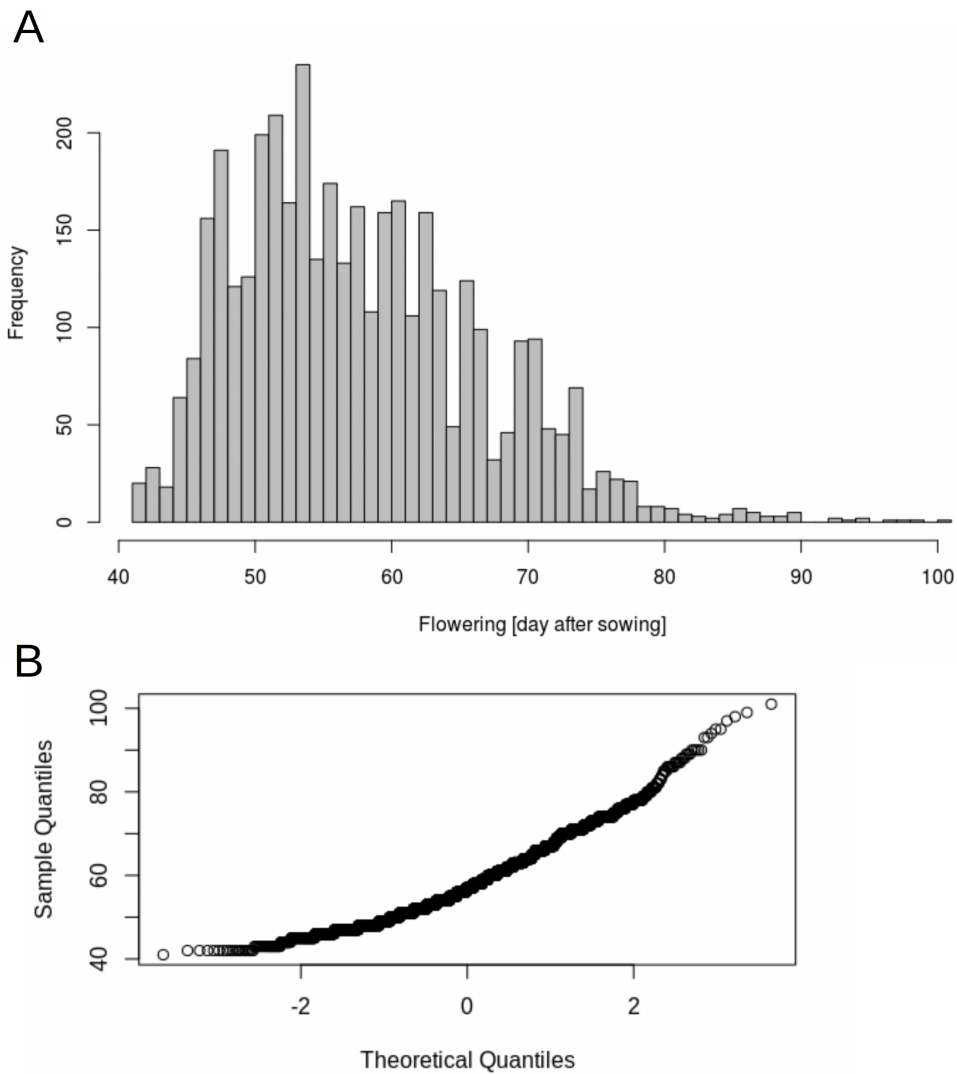 A
200
150
100
50
0
Frequency
40 50 60 70 80 90 100
Flowering [day after sowing]
B
100
80
60
40
Sample Quantiles
-2 0 2
Theoretical Quantiles